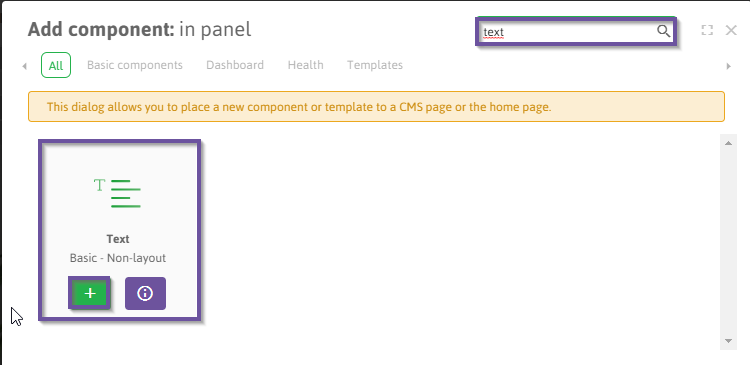 Add component: in panel
text
All Basic components Dashboard Health Templates
This dialog allows you to place a new component or template to a CMS page or the home page.
T
Text
Basic - Non-layout